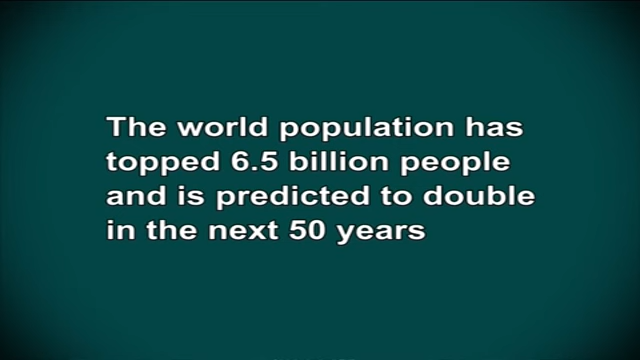 The world population has
topped 6.5 billion people
and is predicted to double
in the next 50 years